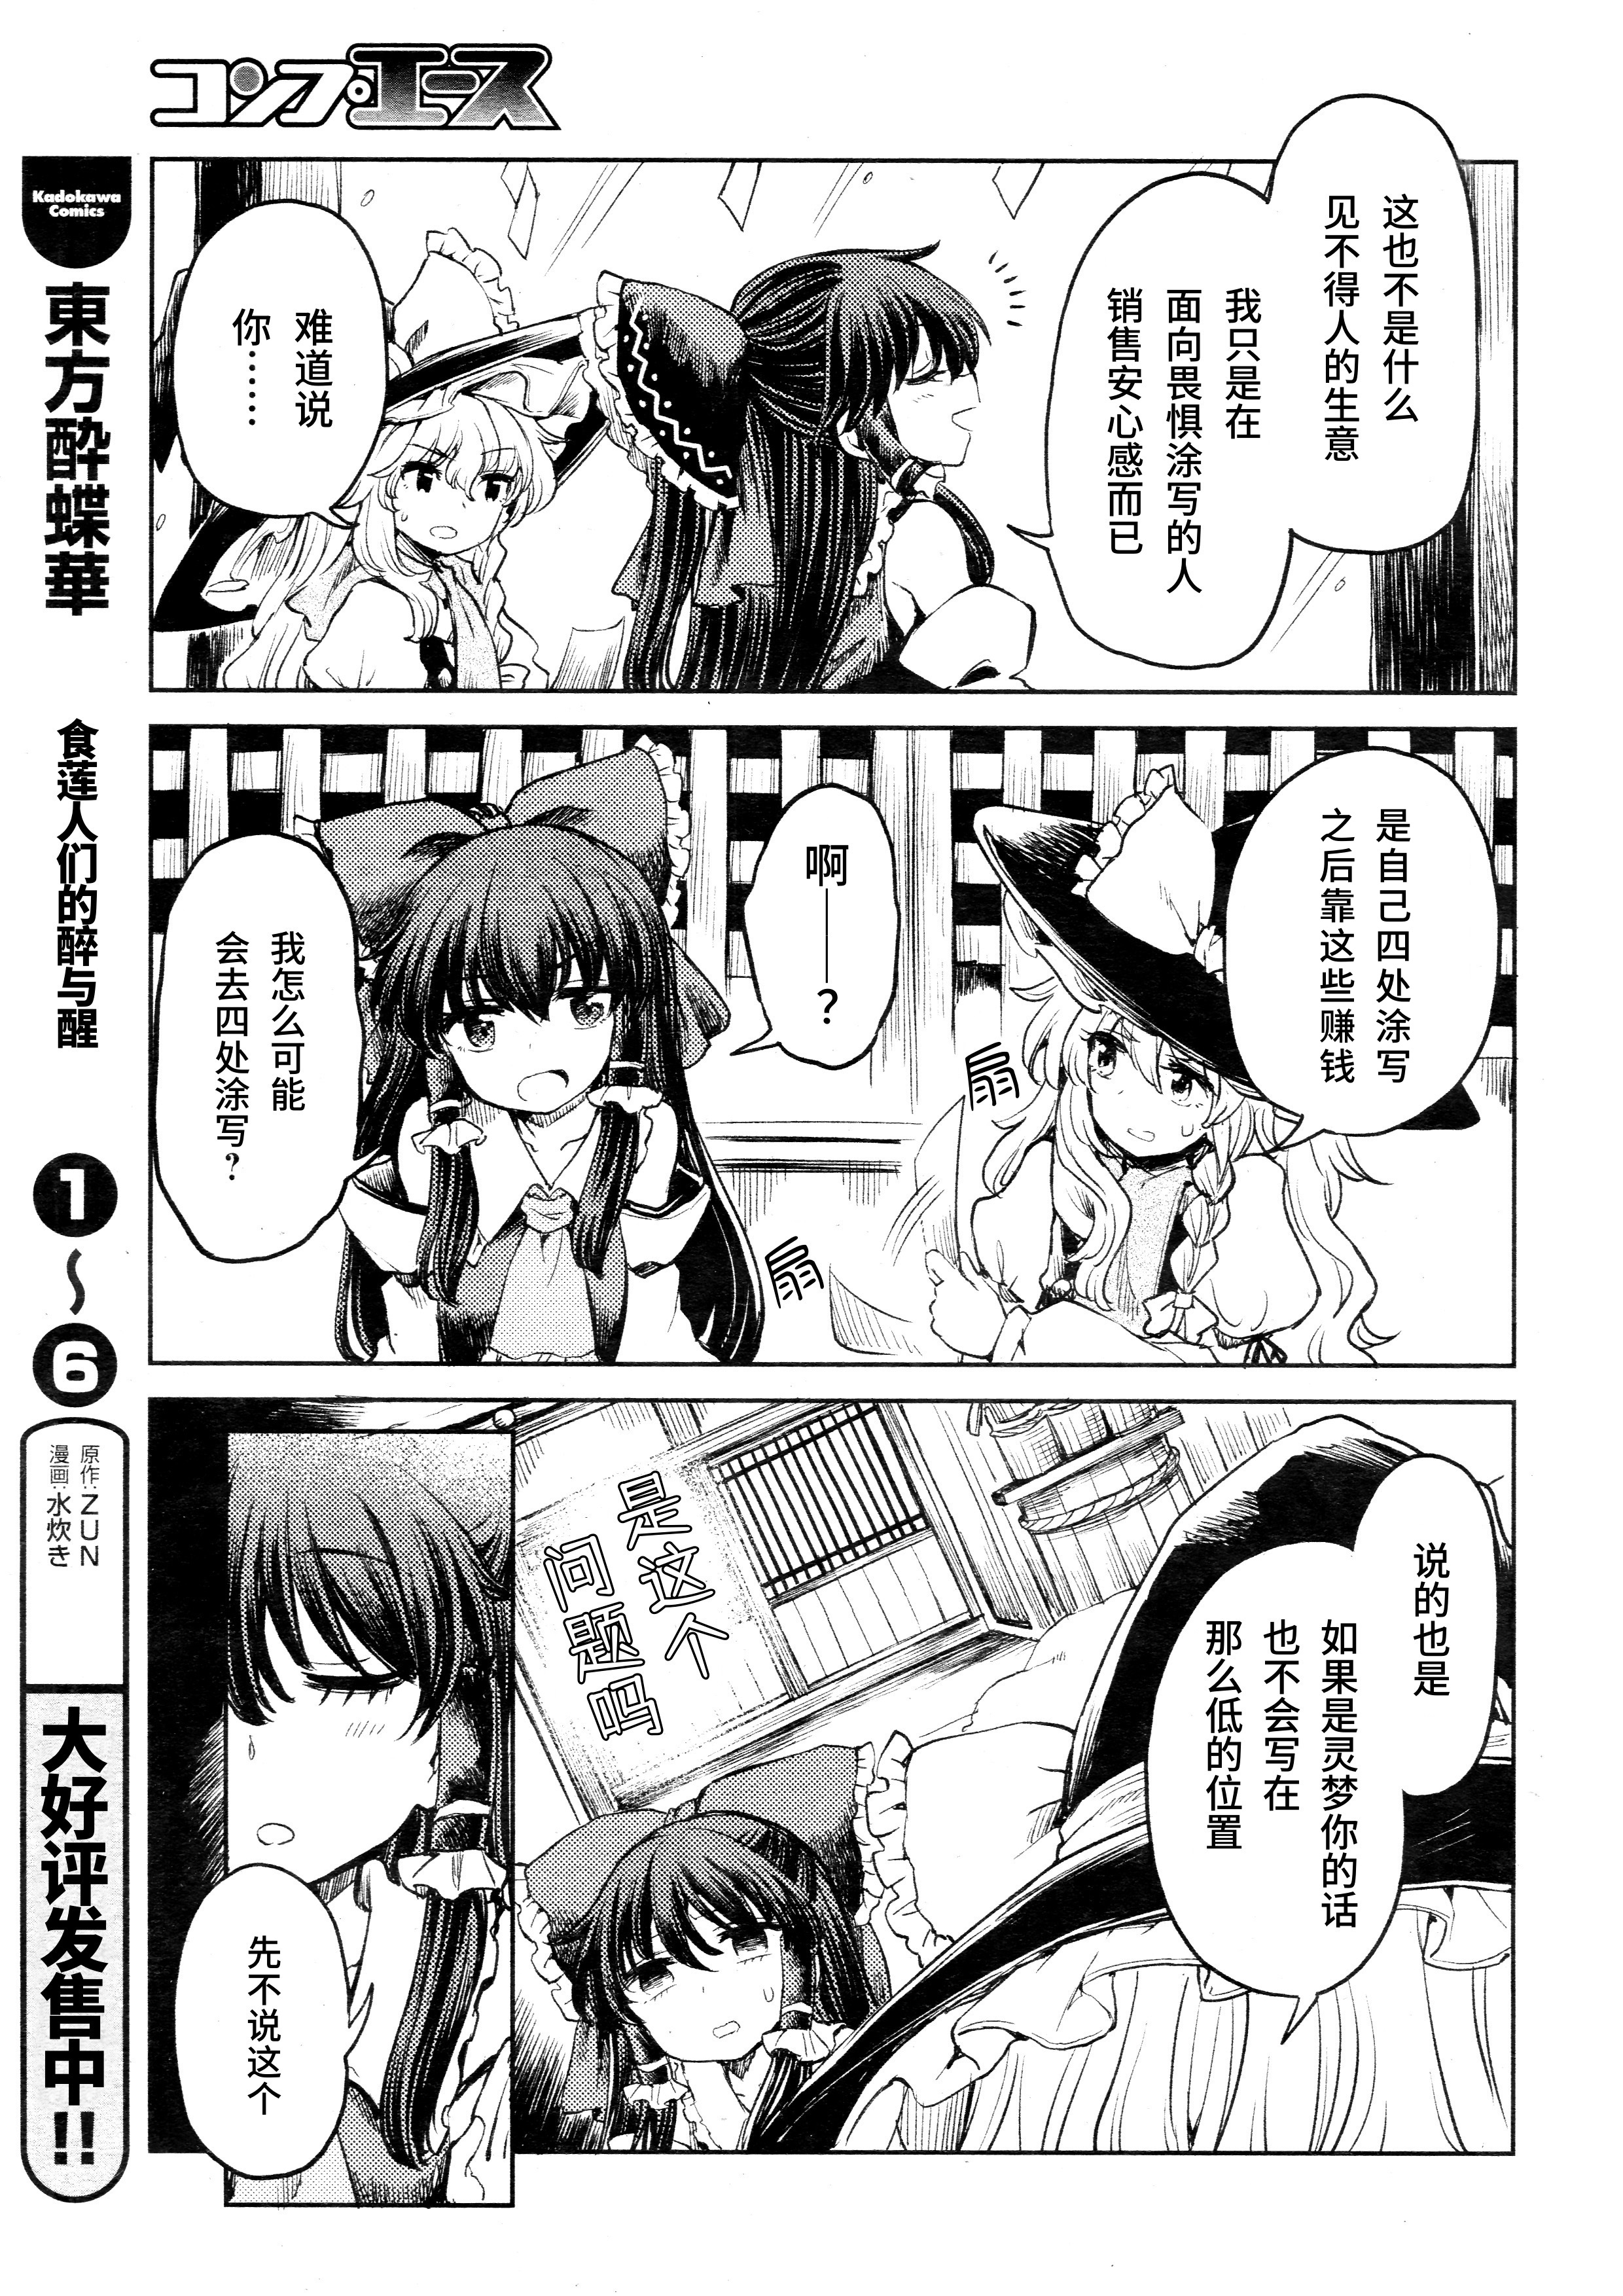 コンプ・エース
Kadokawa
Comics
東方酔蝶華
食莲人们的醉与醒
1～6
原作：ZUN
漫画：水炊き
大好评发售中!!
这也不是什么
见不得人的生意
我只是在
面向畏惧涂写的人
销售安心感而已
难道说
你……
是自己四处涂写
之后靠这些赚钱
啊——？
扇
扇
我怎么可能
会去四处涂写？
说的也是
如果是灵梦你的话
也不会写在
那么低的位置
是这个
问题吗
先不说这个